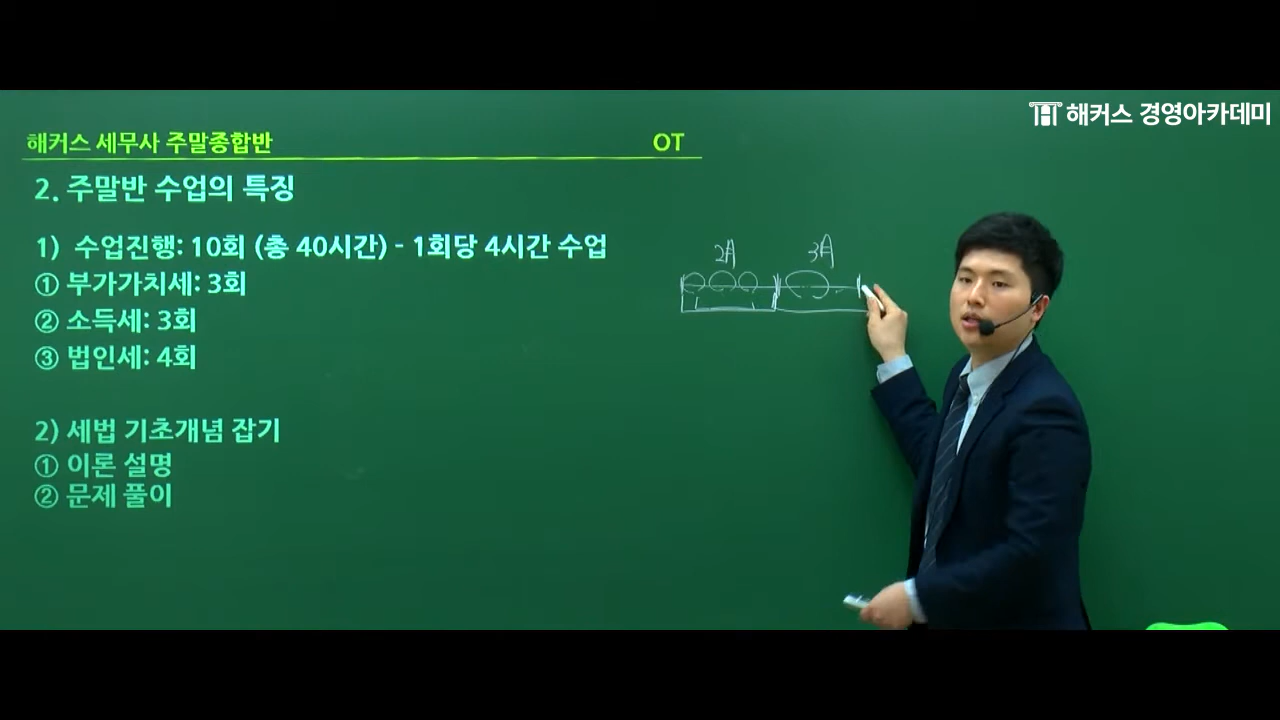 해커스 경영아카데미
해커스 세무사 주말종합반 OT
2. 주말반 수업의 특징
1) 수업진행: 10회 (총 40시간) - 1회당 4시간 수업
① 부가가치세: 3회
② 소득세: 3회
③ 법인세: 4회
2) 세법 기초개념 잡기
① 이론 설명
② 문제 풀이
2月 3月